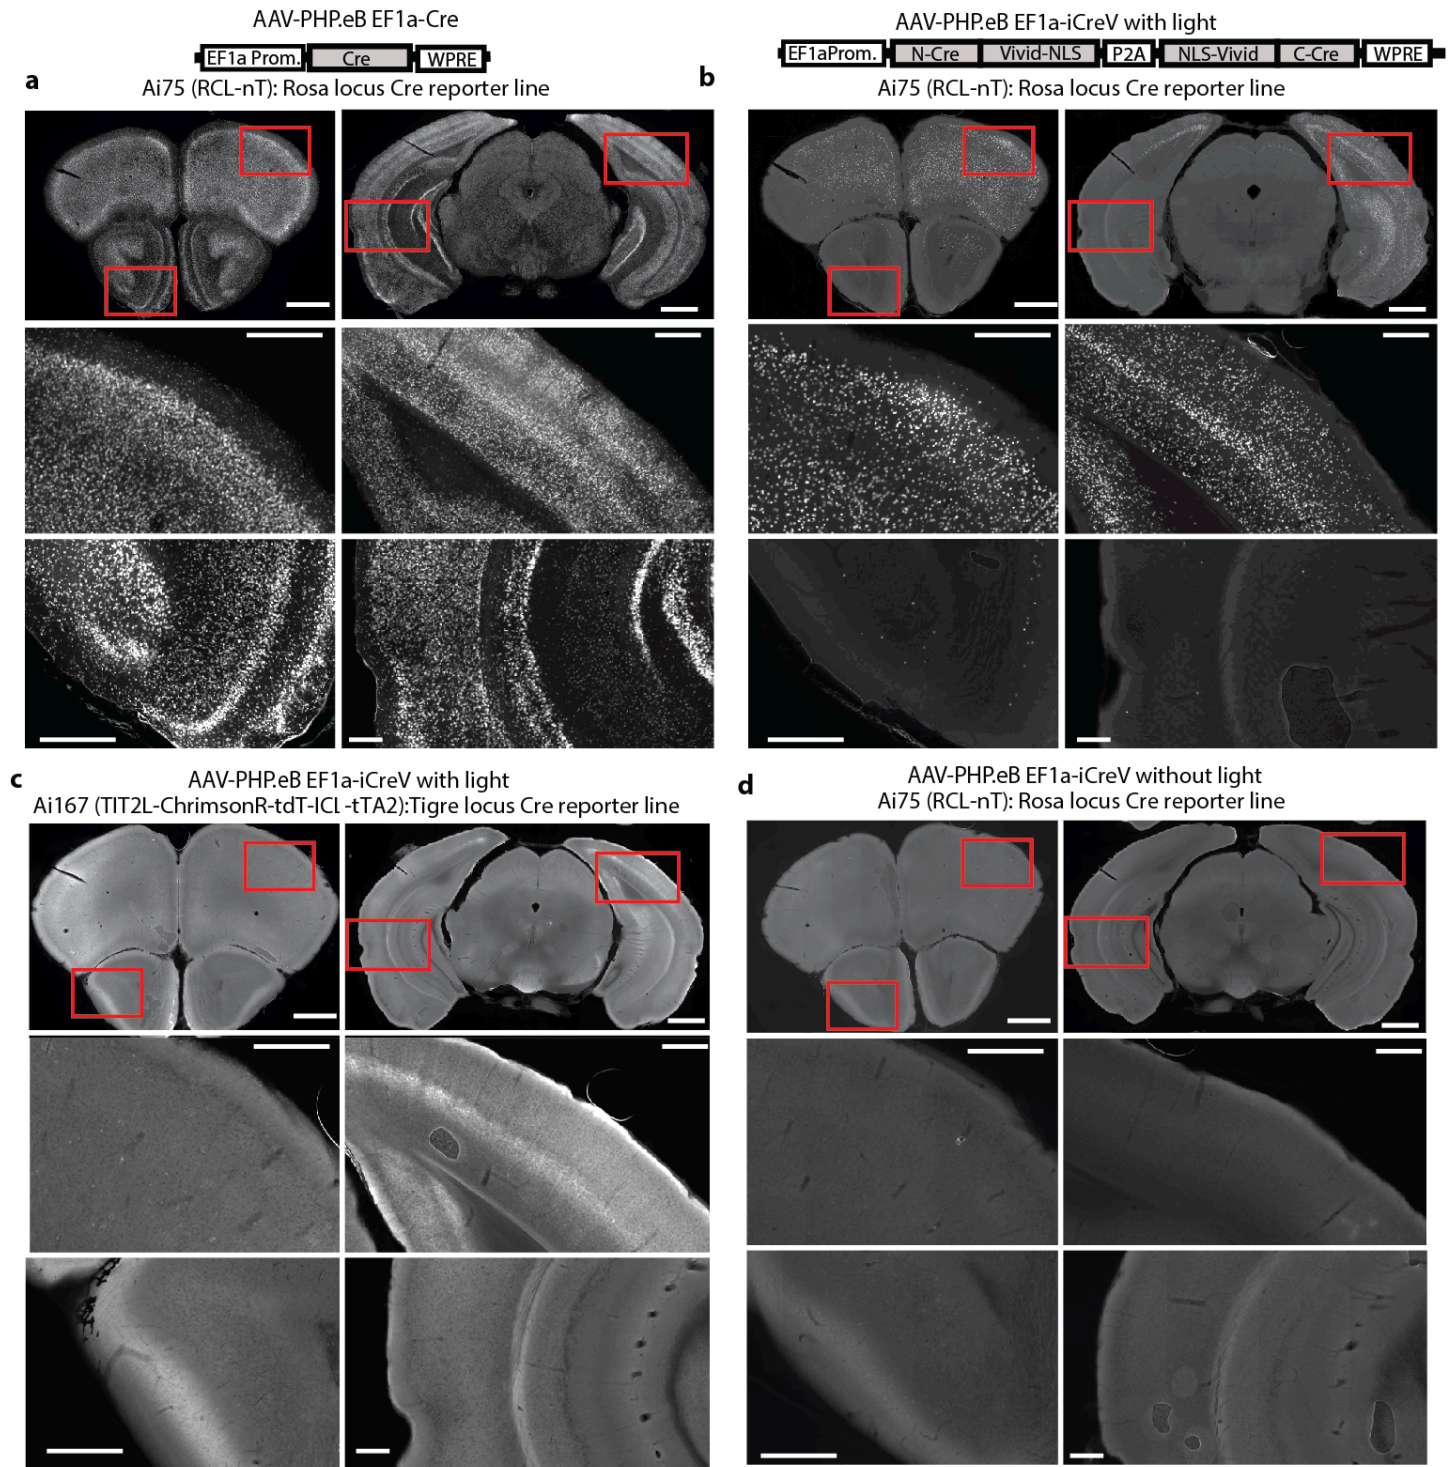 AAV-PHP.eB EF1a-Cre
EF1a Prom. Cre WPRE
a
Ai75 (RCL-nT): Rosa locus Cre reporter line
AAV-PHP.eB EF1a-iCreV with light
EF1aProm. N-Cre Vivid-NLS P2A NLS-Vivid C-Cre WPRE
b
Ai75 (RCL-nT): Rosa locus Cre reporter line
c
AAV-PHP.eB EF1a-iCreV with light
Ai167 (TIT2L-ChrimsonR-tdT-ICL-tTA2):Tigre locus Cre reporter line
d
AAV-PHP.eB EF1a-iCreV without light
Ai75 (RCL-nT): Rosa locus Cre reporter line